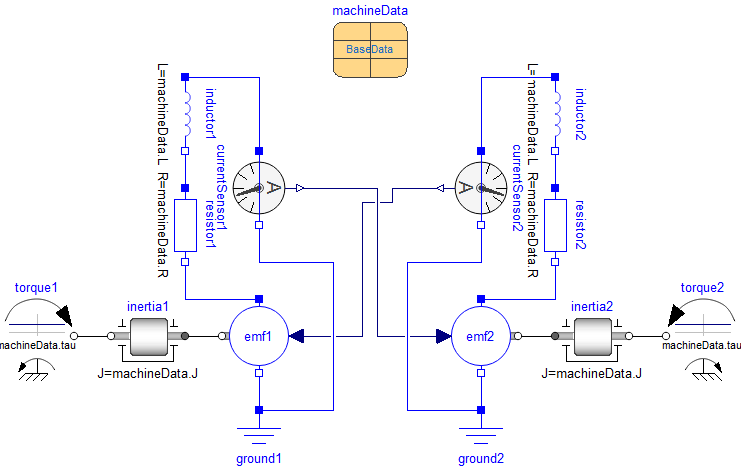 machineData
BaseData
L=machineData.L
inductor1
currentSensor1
A
R=machineData.R
resistor1
L=machineData.L
inductor2
currentSensor2
A
R=machineData.R
resistor2
torque1
machineData.tau
inertia1
J=machineData.J
emf1
emf2
inertia2
J=machineData.J
torque2
machineData.tau
ground1
ground2